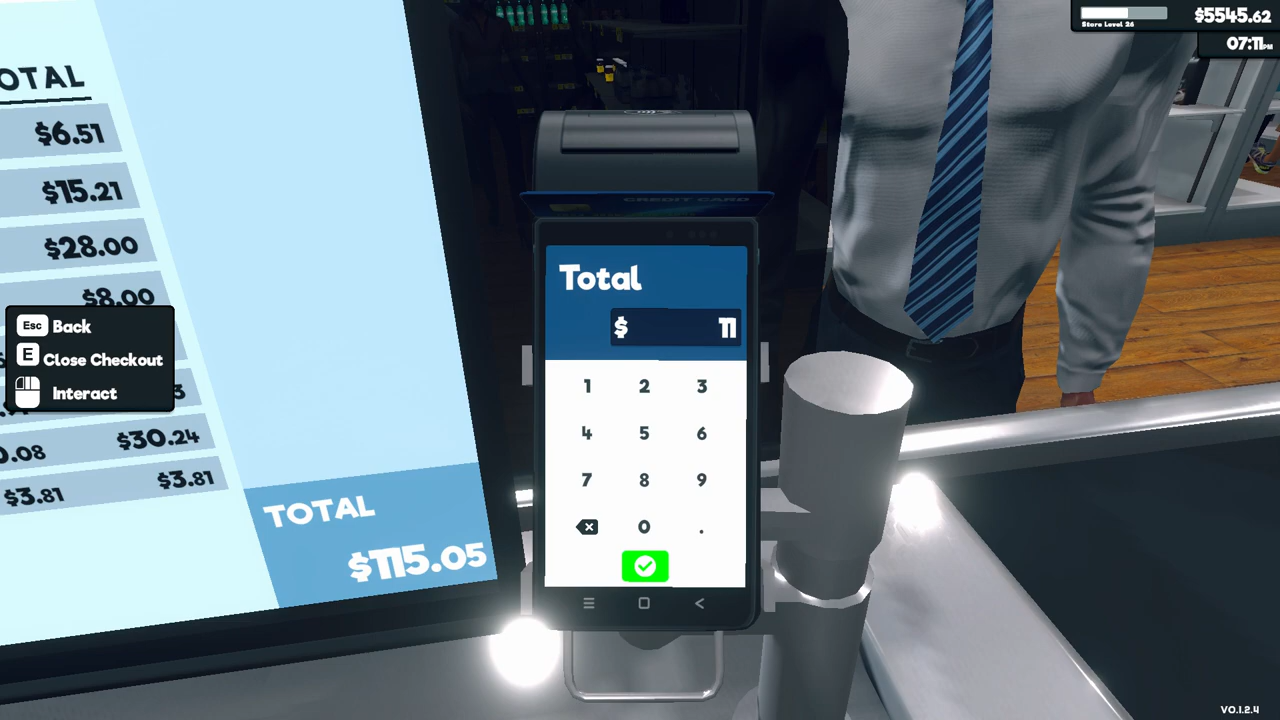 $5545.62
Store Level 26
07:11PM
OTAL
$6.51
$15.21
$28.00
$8.00
Esc Back
E Close Checkout
Interact
$30.24
$3.81 $3.81
TOTAL
$115.05
CREDIT CARD
Total
$ 11
1 2 3
4 5 6
7 8 9
0 .
V0.1.2.4